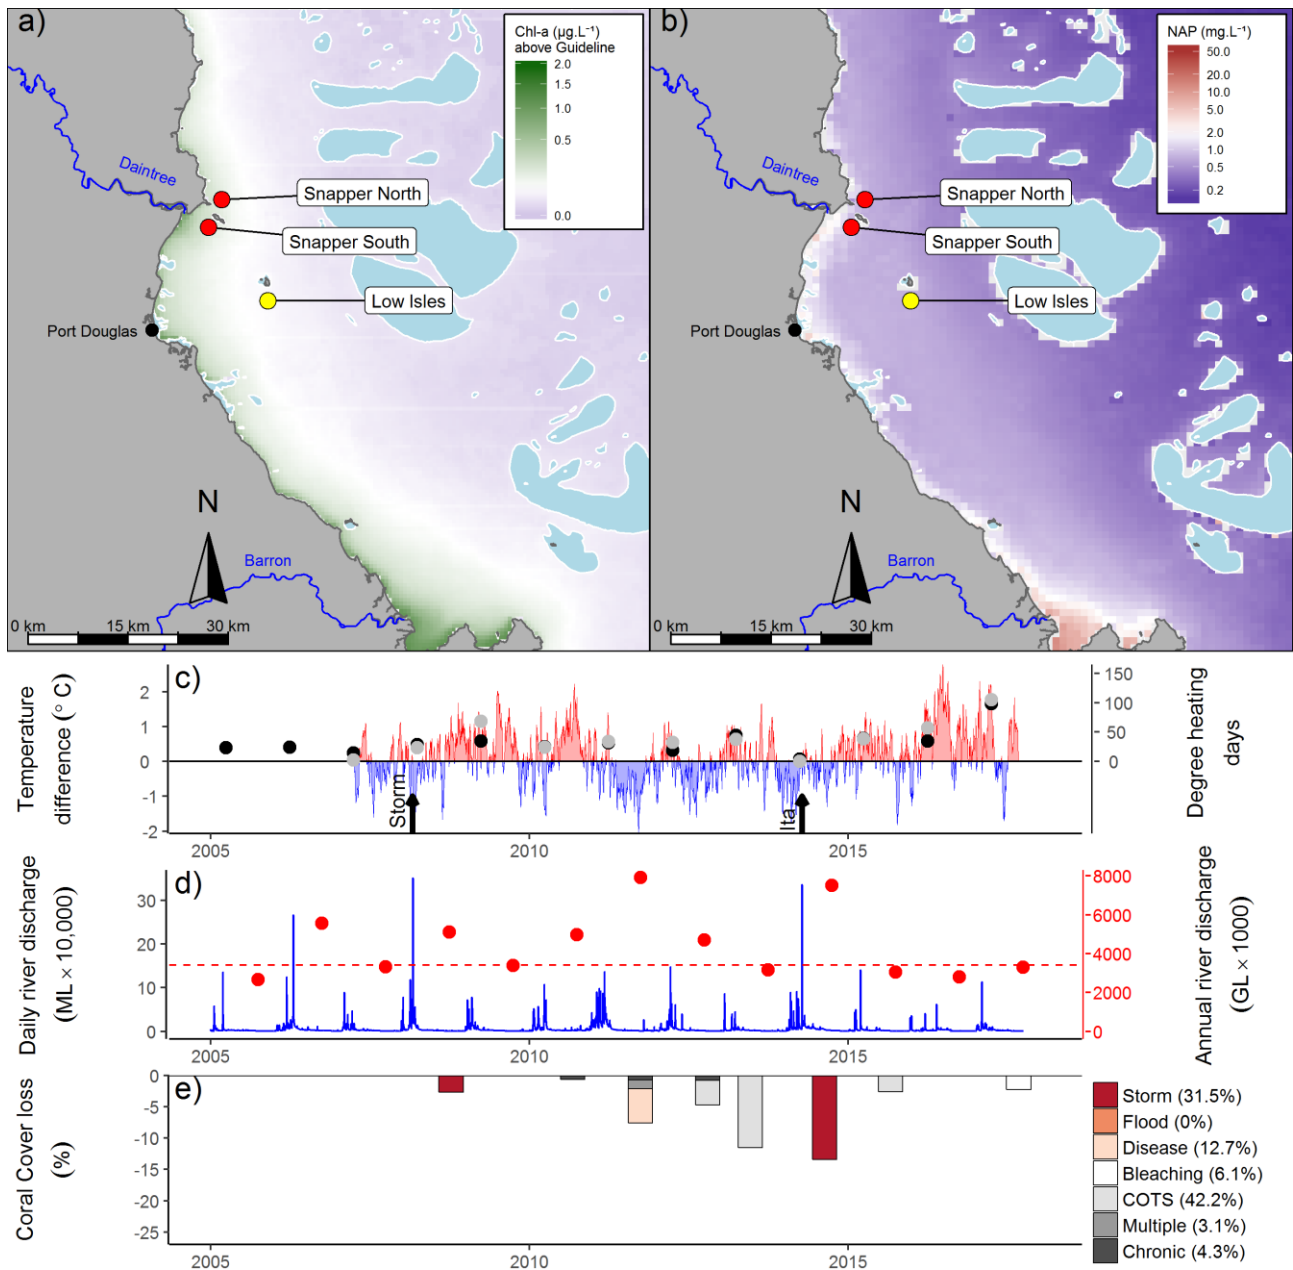 a)
Chl-a (µg.L⁻¹)
above Guideline
2.0
1.5
1.0
0.5
0.0
Daintree
Snapper North
Snapper South
Low Isles
Port Douglas
N
Barron
0 km 15 km 30 km
b)
NAP (mg.L⁻¹)
50.0
20.0
10.0
5.0
2.0
1.0
0.5
0.2
Daintree
Snapper North
Snapper South
Low Isles
Port Douglas
N
Barron
0 km 15 km 30 km
c)
Temperature
difference (° C)
2
1
0
-1
-2
Storm
Ita
150
100
50
0
Degree heating
days
2005 2010 2015
d)
Daily river discharge
(ML × 10,000)
30
20
10
0
8000
6000
4000
2000
0
Annual river discharge
(GL × 1000)
2005 2010 2015
e)
Coral Cover loss
(%)
0
-5
-10
-15
-20
-25
2005 2010 2015
Storm (31.5%)
Flood (0%)
Disease (12.7%)
Bleaching (6.1%)
COTS (42.2%)
Multiple (3.1%)
Chronic (4.3%)